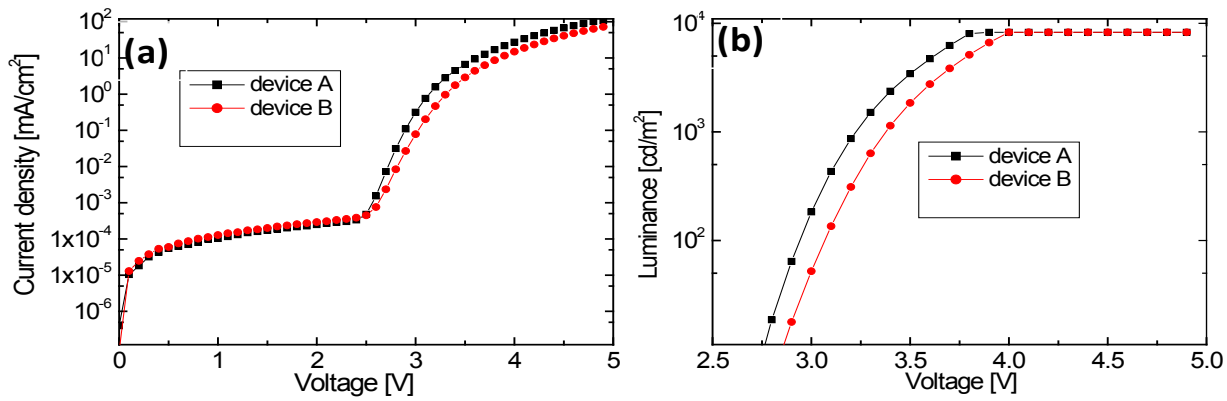 (a)
device A
device B
Current density [mA/cm²]
10²
10¹
10⁰
10⁻¹
10⁻²
10⁻³
1x10⁻⁴
1x10⁻⁵
10⁻⁶
0 1 2 3 4 5
Voltage [V]
(b)
device A
device B
Luminance [cd/m²]
10⁴
10³
10²
2.5 3.0 3.5 4.0 4.5 5.0
Voltage [V]